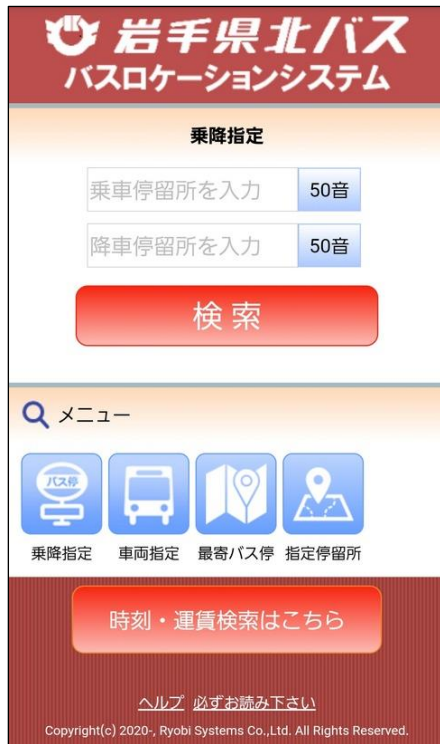 岩手県北バス
バスロケーションシステム
乗降指定
乗車停留所を入力 50音
降車停留所を入力 50音
検索
メニュー
バス停
乗降指定 車両指定 最寄バス停 指定停留所
時刻・運賃検索はこちら
ヘルプ 必ずお読み下さい
Copyright(c) 2020-, Ryobi Systems Co.,Ltd. All Rights Reserved.